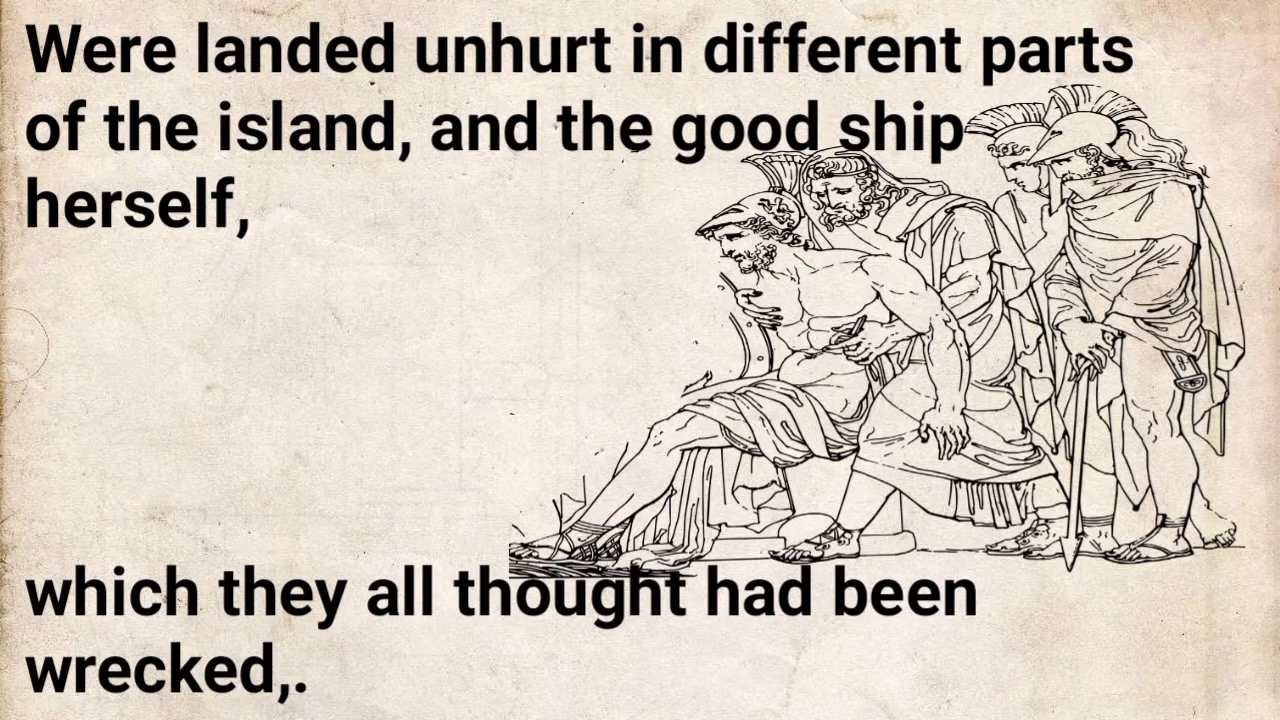 Were landed unhurt in different parts
of the island, and the good ship
herself,
which they all thought had been
wrecked,.